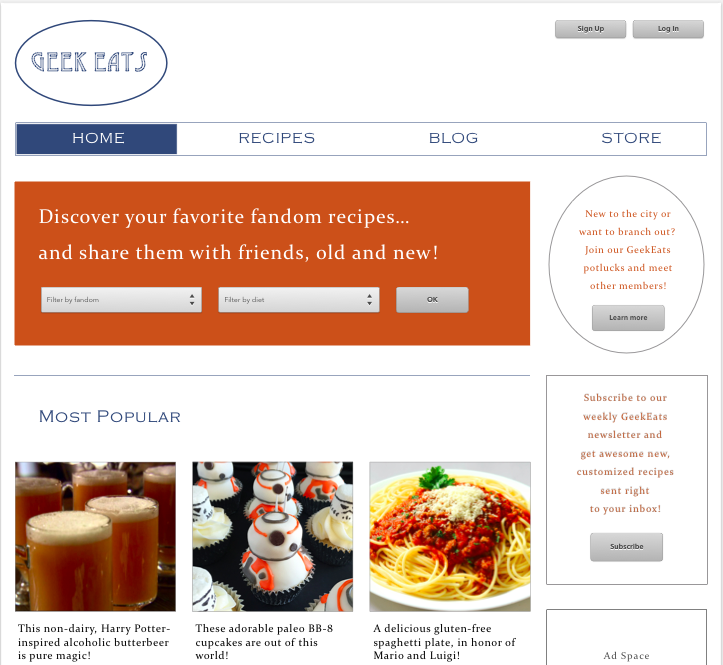 GEEK EATS
Sign Up
Log In
HOME
RECIPES
BLOG
STORE
Discover your favorite fandom recipes...
and share them with friends, old and new!
Filter by fandom
Filter by diet
OK
New to the city or
want to branch out?
Join our GeekEats
potlucks and meet
other members!
Learn more
MOST POPULAR
Subscribe to our
weekly GeekEats
newsletter and
get awesome new,
customized recipes
sent right
to your inbox!
Subscribe
This non-dairy, Harry Potter-
inspired alcoholic butterbeer
is pure magic!
These adorable paleo BB-8
cupcakes are out of this
world!
A delicious gluten-free
spaghetti plate, in honor of
Mario and Luigi!
Ad Space